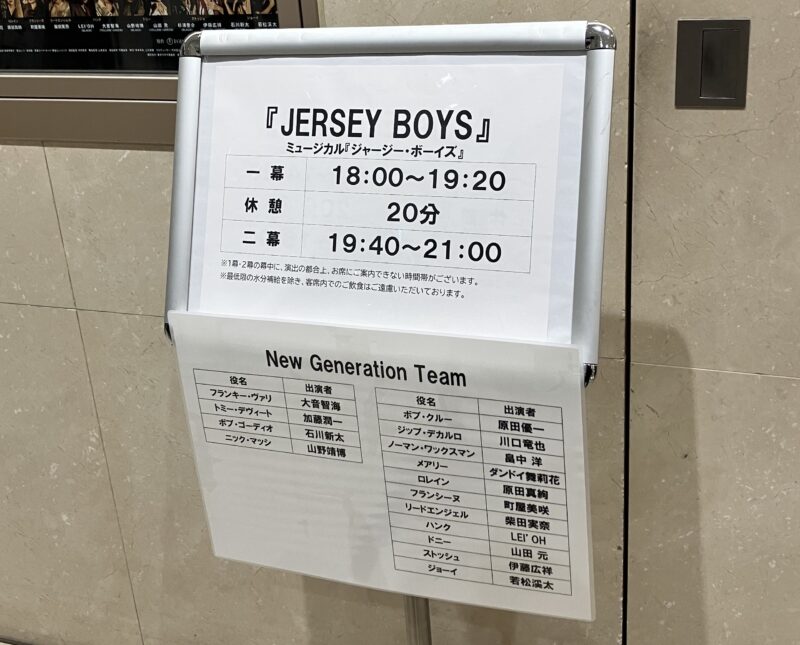 『JERSEY BOYS』
ミュージカル『ジャージー・ボーイズ』
一幕 18:00～19:20
休憩 20分
二幕 19:40～21:00
※1幕・2幕の幕中に、演出の都合上、お席にご案内できない時間帯がございます。
※最低限の水分補給を除き、客席内でのご飲食はご遠慮いただいております。
New Generation Team
役名 出演者
フランキー・ヴァリ 大音智海
トミー・デヴィート 加藤潤一
ボブ・ゴーディオ 石川新太
ニック・マッシ 山野靖博
役名 出演者
ボブ・クルー 原田優一
ジップ・デカルロ 川口竜也
ノーマン・ワックスマン 畠中 洋
メアリー ダンドイ舞莉花
ロレイン 原田真絢
フランシーヌ 町屋美咲
リードエンジェル 柴田実奈
ハンク LEI'OH
ドニー 山田 元
ストッシュ 伊藤広祥
ジョーイ 若松渓太